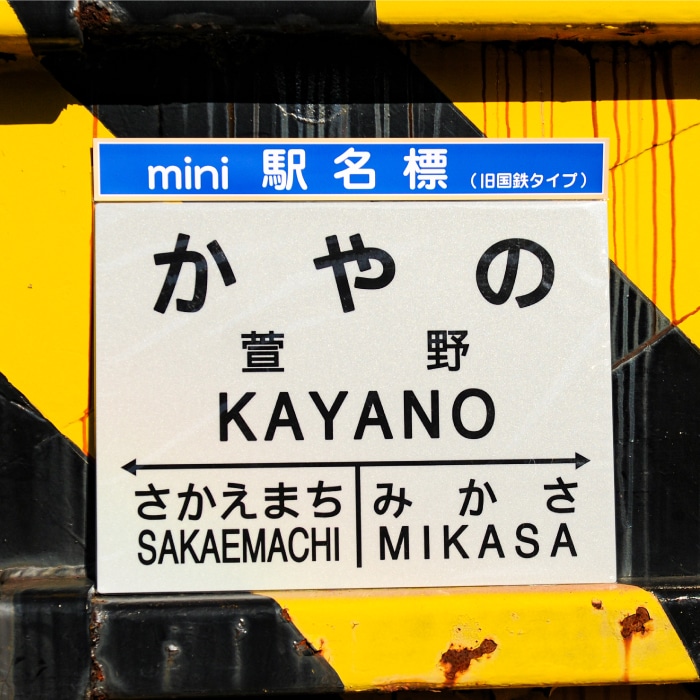 mini 駅名標（旧国鉄タイプ）
かやの
萱野
KAYANO
さかえまち みかさ
SAKAEMACHI MIKASA